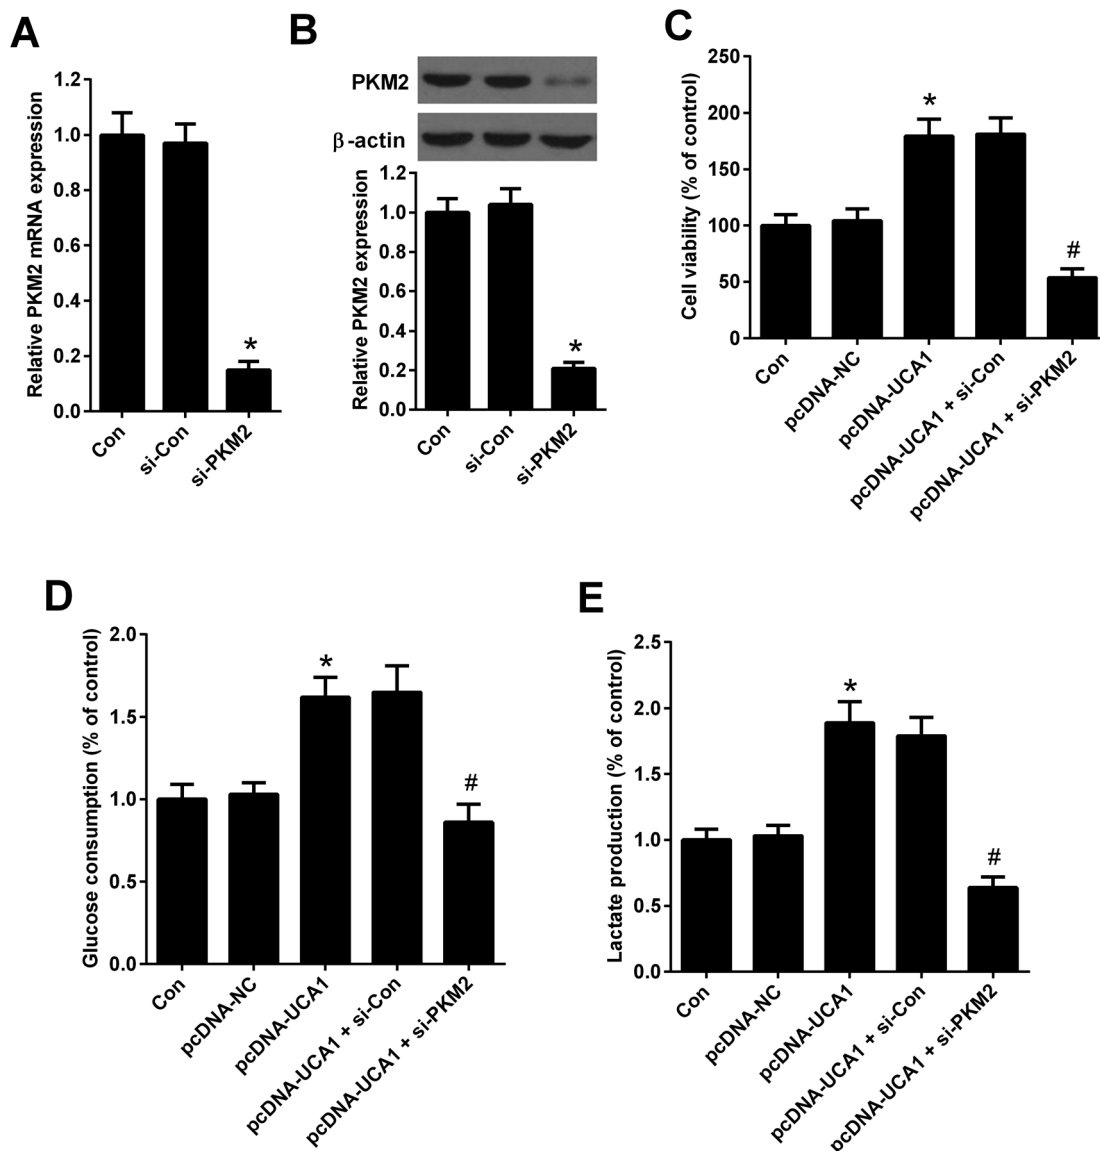 A
Relative PKM2 mRNA expression
1.2
1.0
0.8
0.6
0.4
0.2
0.0
*
Con
si-Con
si-PKM2
B
PKM2
β-actin
Relative PKM2 expression
1.2
1.0
0.8
0.6
0.4
0.2
0.0
*
Con
si-Con
si-PKM2
C
Cell viability (% of control)
250
200
150
100
50
0
*
#
Con
pcDNA-NC
pcDNA-UCA1
pcDNA-UCA1 + si-Con
pcDNA-UCA1 + si-PKM2
D
Glucose consumption (% of control)
2.0
1.5
1.0
0.5
0.0
*
#
Con
pcDNA-NC
pcDNA-UCA1
pcDNA-UCA1 + si-Con
pcDNA-UCA1 + si-PKM2
E
Lactate production (% of control)
2.5
2.0
1.5
1.0
0.5
0.0
*
#
Con
pcDNA-NC
pcDNA-UCA1
pcDNA-UCA1 + si-Con
pcDNA-UCA1 + si-PKM2